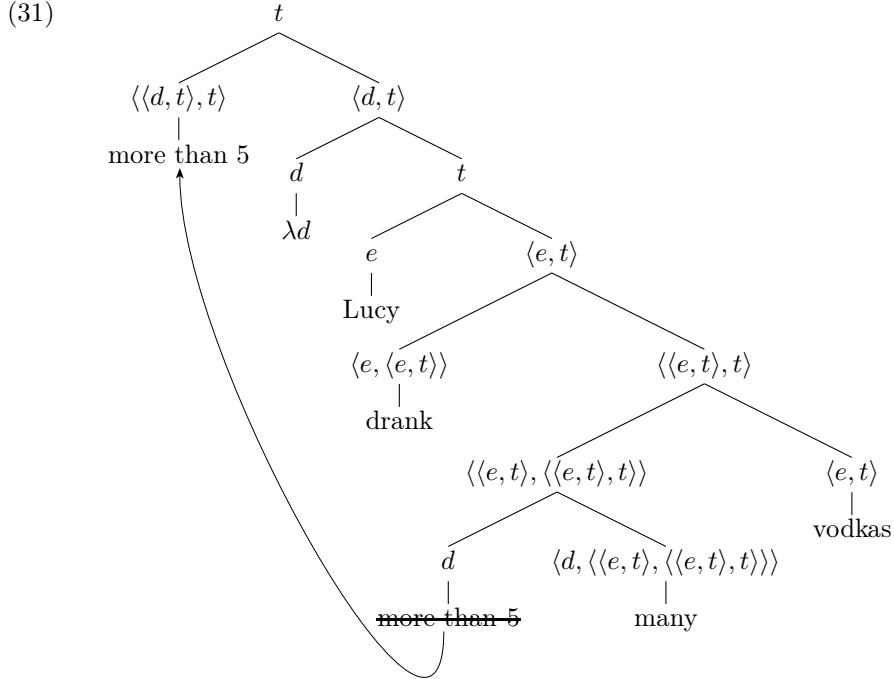 (31)
t
⟨⟨d, t⟩, t⟩ ⟨d, t⟩
more than 5
d t
λd
e ⟨e, t⟩
Lucy
⟨e, ⟨e, t⟩⟩ ⟨⟨e, t⟩, t⟩
drank
⟨⟨e, t⟩, ⟨⟨e, t⟩, t⟩⟩ ⟨e, t⟩
vodkas
d ⟨d, ⟨⟨e, t⟩, ⟨⟨e, t⟩, t⟩⟩⟩
more than 5 many